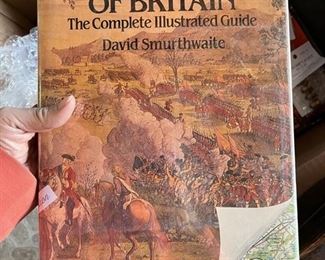 OF BRITAIN
The Complete Illustrated Guide
David Smurthwaite